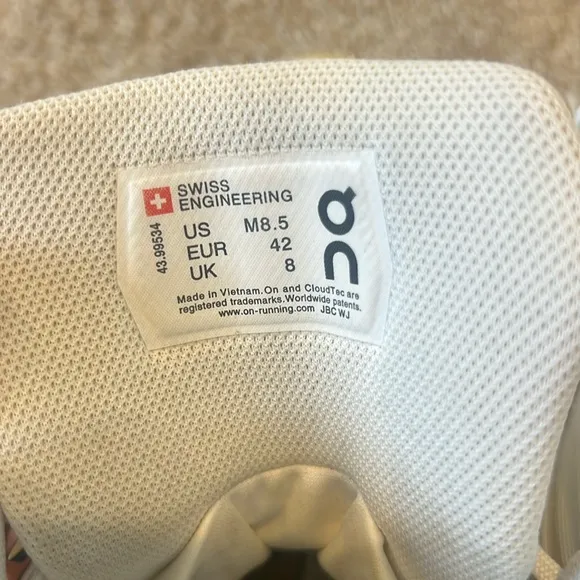 SWISS
ENGINEERING
43.99534
US M8.5
EUR 42
UK 8
Made in Vietnam.On and CloudTec are
registered trademarks.Worldwide patents.
www.on-running.com JBC WJ
On